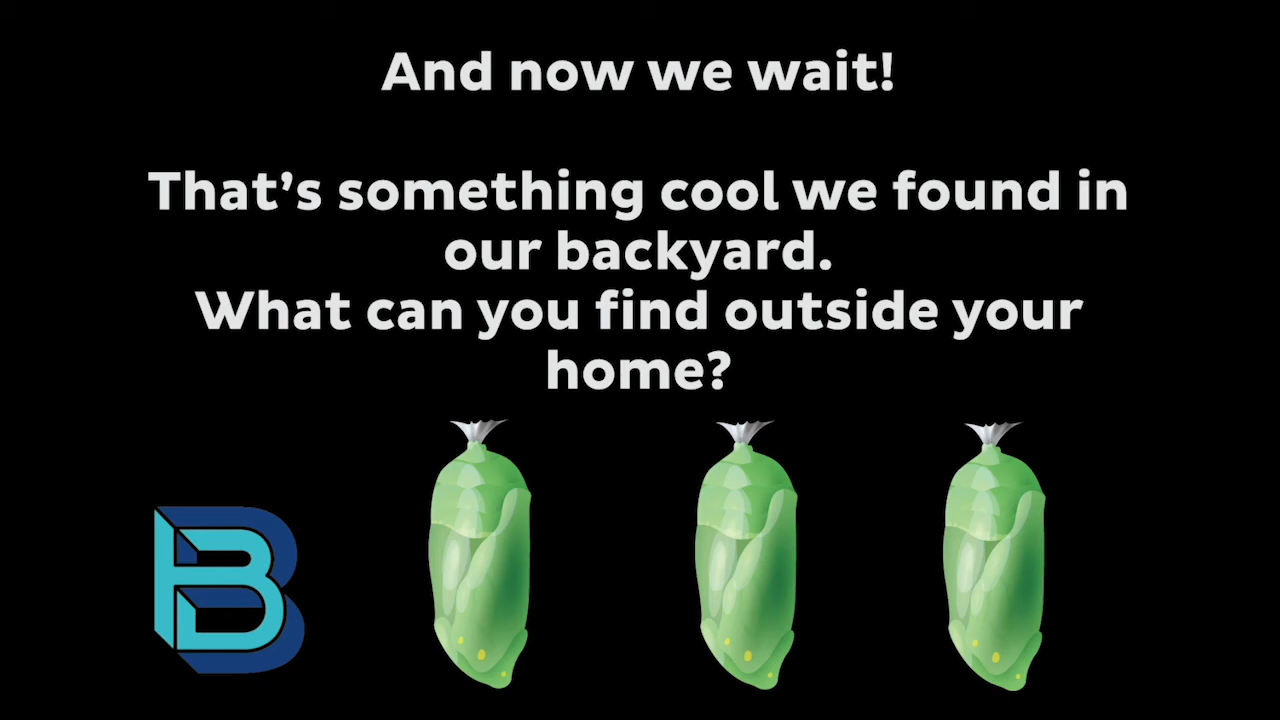 And now we wait!
That's something cool we found in
our backyard.
What can you find outside your
home?
B